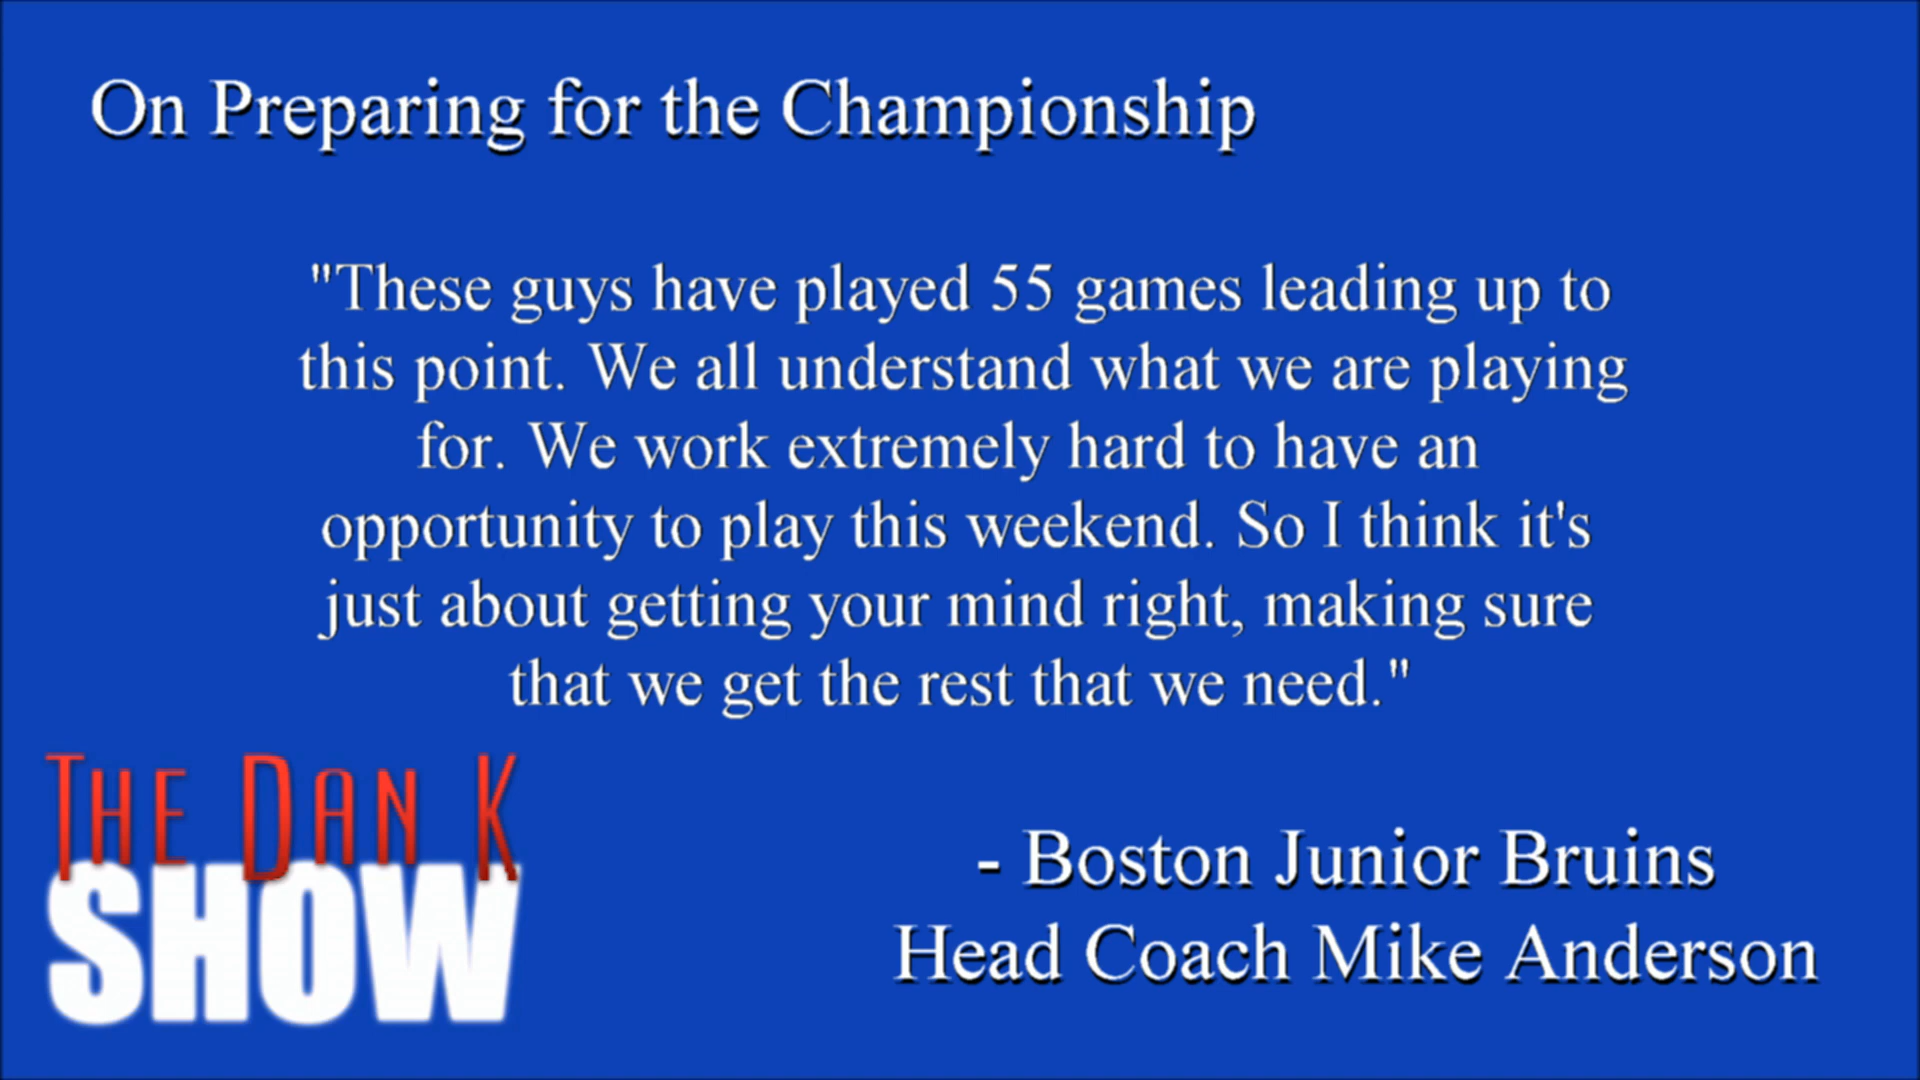 On Preparing for the Championship
"These guys have played 55 games leading up to
this point. We all understand what we are playing
for. We work extremely hard to have an
opportunity to play this weekend. So I think it's
just about getting your mind right, making sure
that we get the rest that we need."
THE DAN K
SHOW
- Boston Junior Bruins
Head Coach Mike Anderson